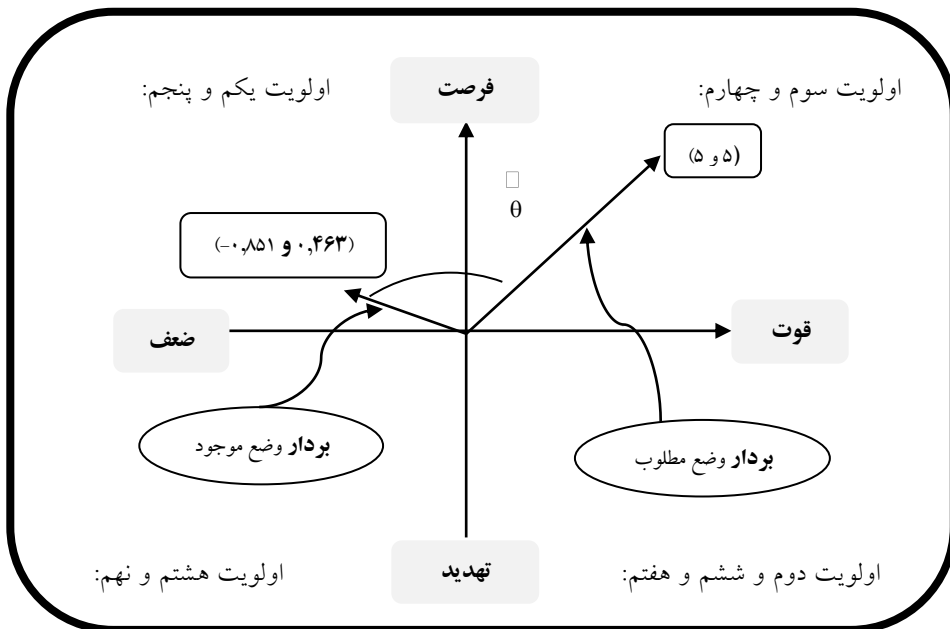 اولویت سوم و چهارم:
فرصت
اولویت یکم و پنجم:
(۵ و ۵)
θ
(۰,۴۶۳ و ۰,۸۵۱–)
قوت
ضعف
بردار وضع مطلوب
بردار وضع موجود
اولویت دوم و ششم و هفتم:
تهدید
اولویت هشتم و نهم: